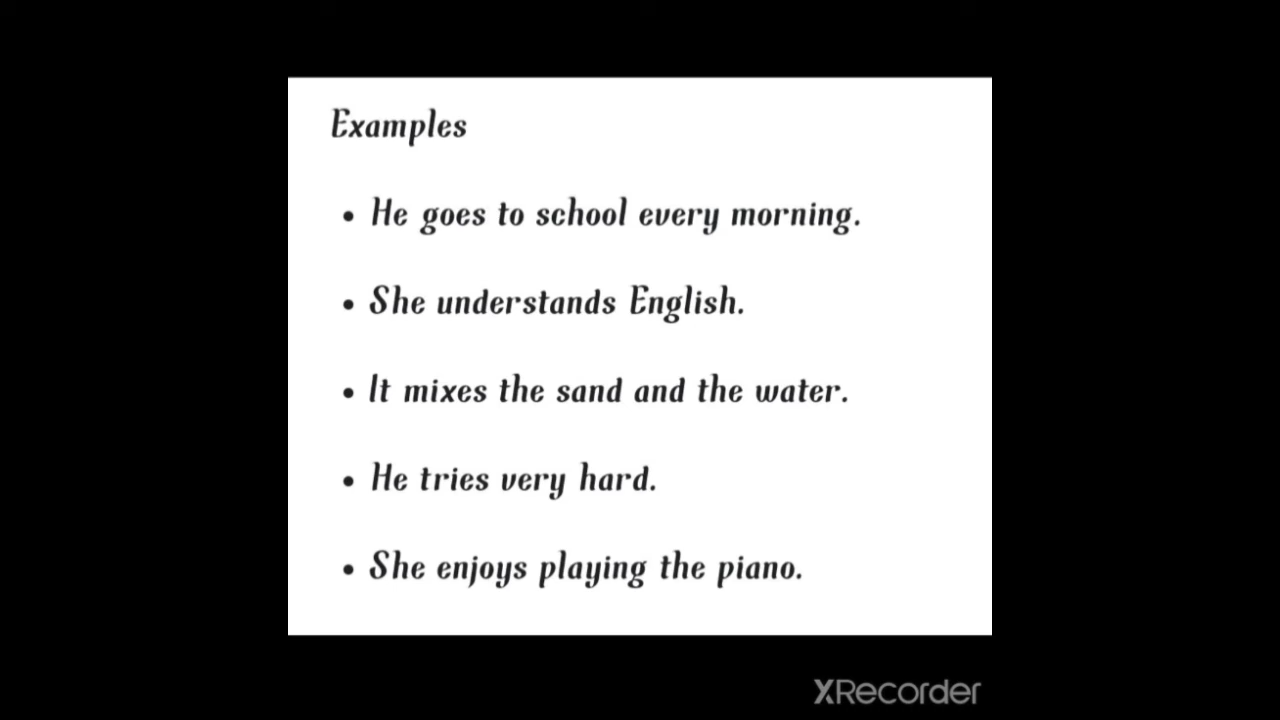 Examples
• He goes to school every morning.
• She understands English.
• It mixes the sand and the water.
• He tries very hard.
• She enjoys playing the piano.
XRecorder